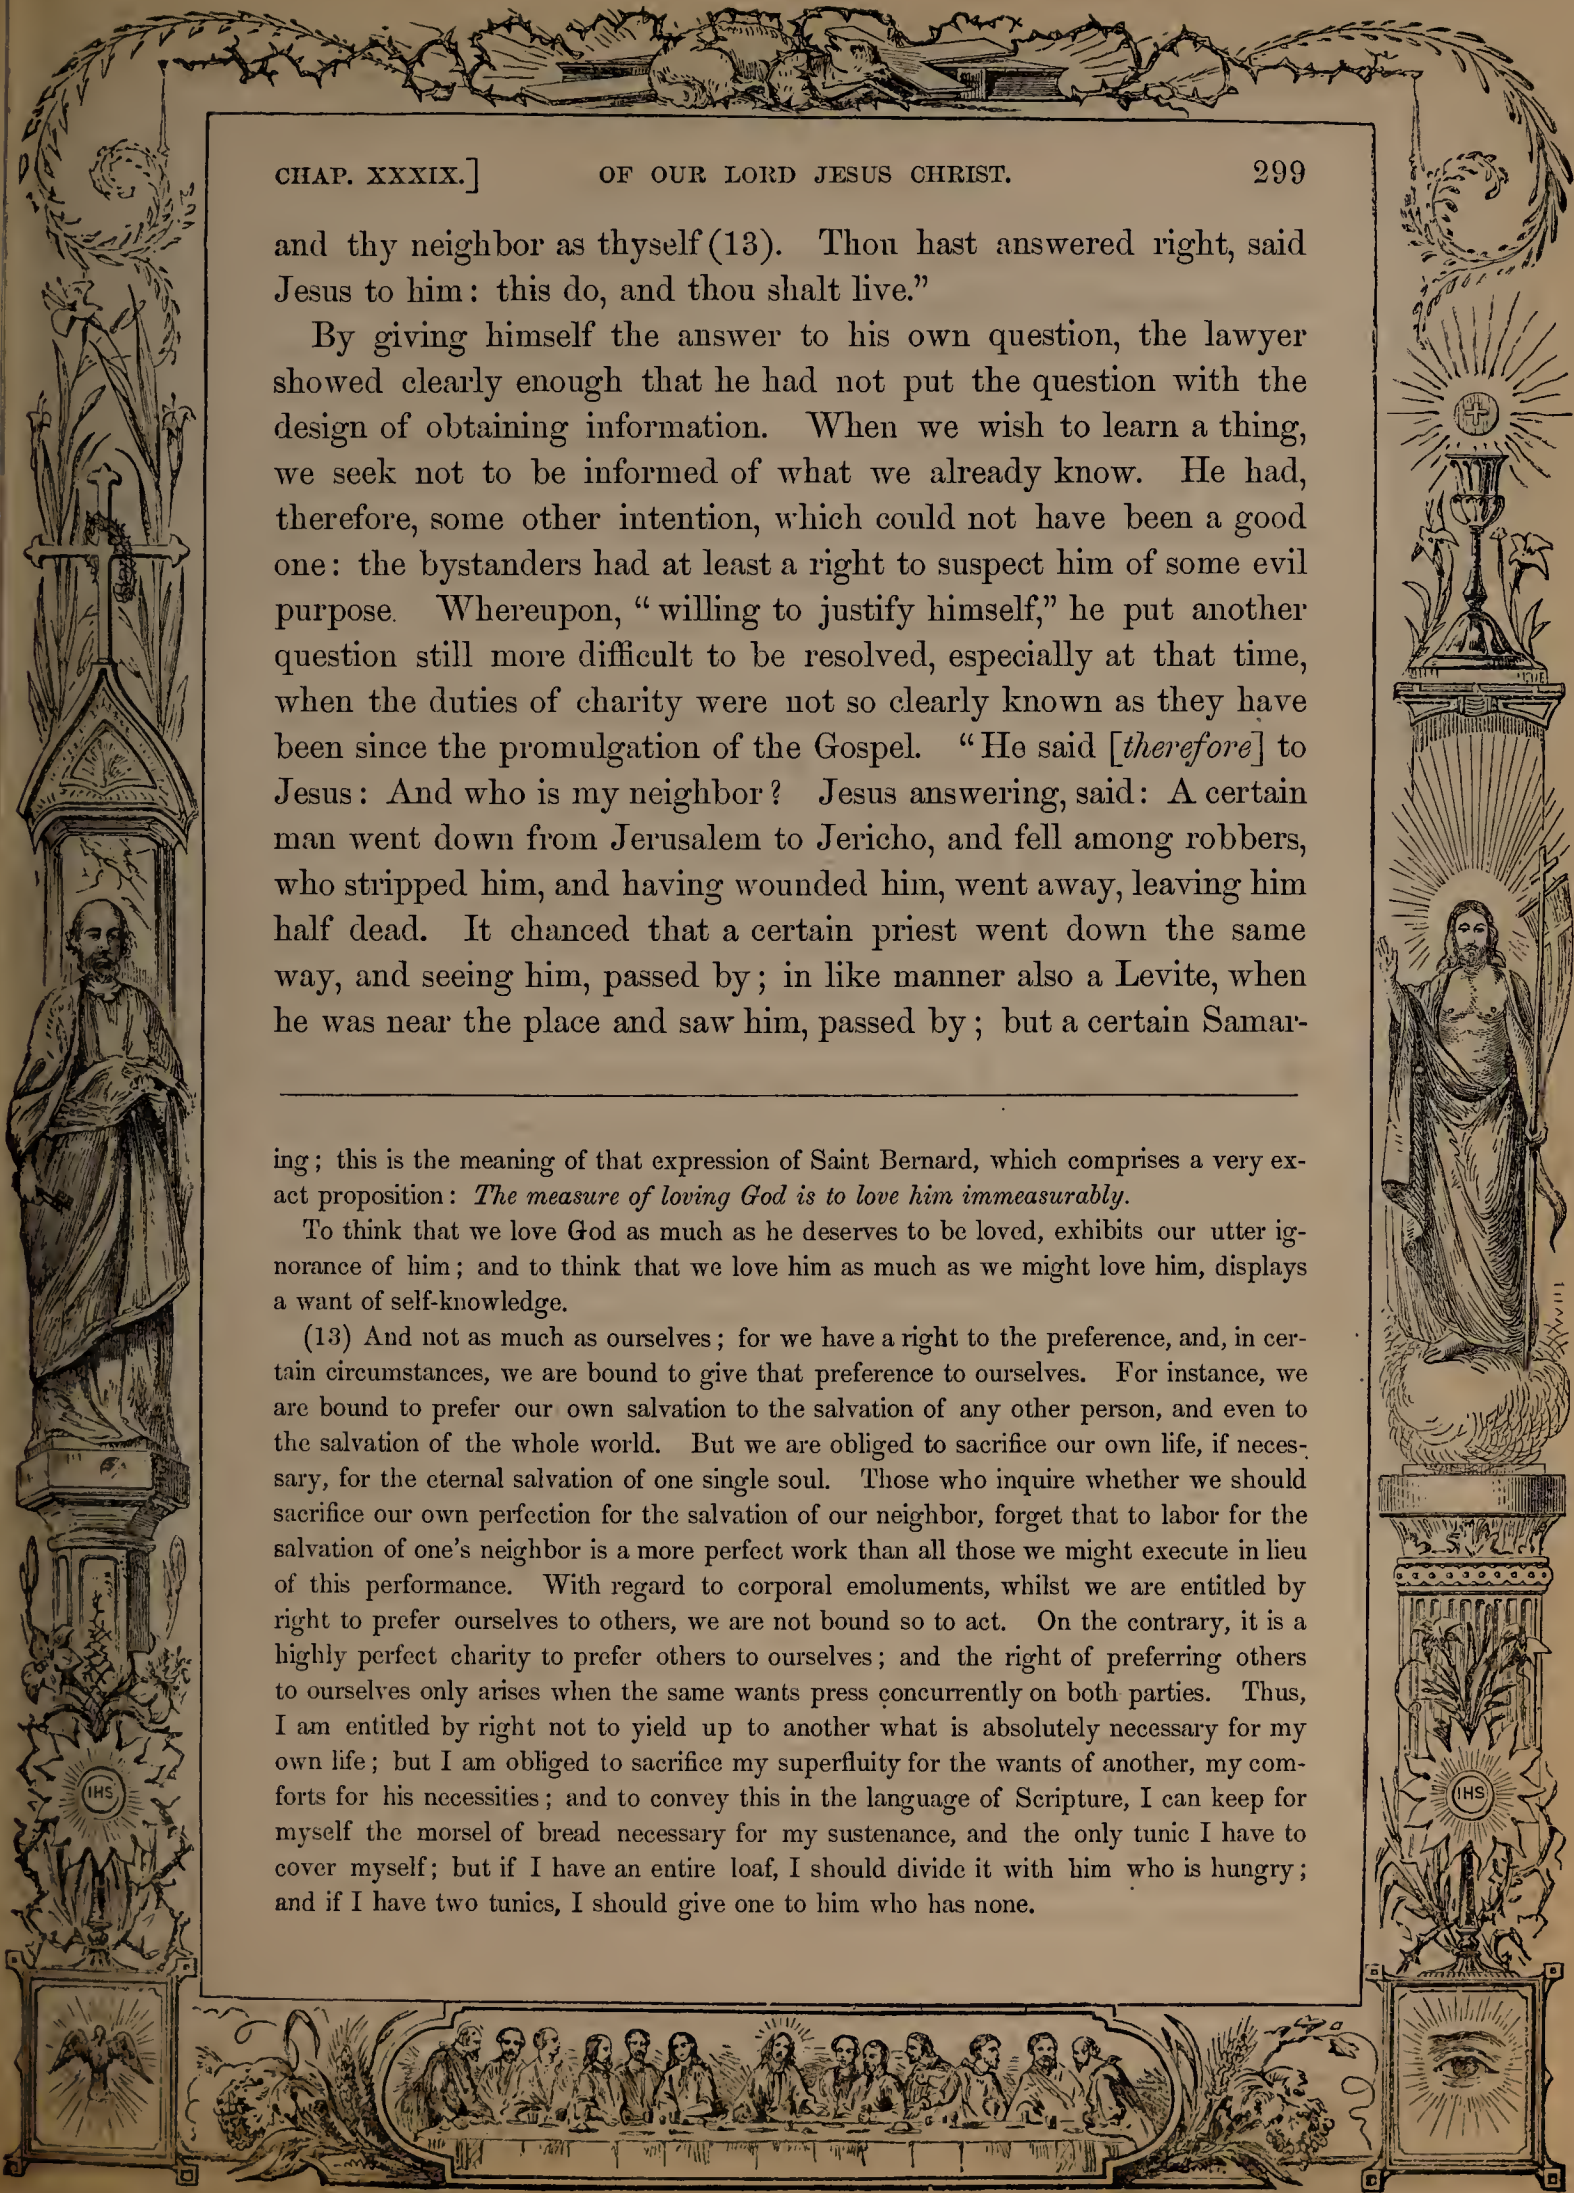 CHAP. XXXIX.] OF OUR LORD JESUS CHRIST. 299
and thy neighbor as thyself (13). Thou hast answered right, said
Jesus to him: this do, and thou shalt live.”
By giving himself the answer to his own question, the lawyer
showed clearly enough that he had not put the question with the
design of obtaining information. When we wish to learn a thing,
we seek not to be informed of what we already know. He had,
therefore, some other intention, which could not have been a good
one: the bystanders had at least a right to suspect him of some evil
purpose. Whereupon, “willing to justify himself,” he put another
question still more difficult to be resolved, especially at that time,
when the duties of charity were not so clearly known as they have
been since the promulgation of the Gospel. “He said [therefore] to
Jesus: And who is my neighbor? Jesus answering, said: A certain
man went down from Jerusalem to Jericho, and fell among robbers,
who stripped him, and having wounded him, went away, leaving him
half dead. It chanced that a certain priest went down the same
way, and seeing him, passed by; in like manner also a Levite, when
he was near the place and saw him, passed by; but a certain Samar-
ing; this is the meaning of that expression of Saint Bernard, which comprises a very ex-
act proposition: The measure of loving God is to love him immeasurably.
To think that we love God as much as he deserves to be loved, exhibits our utter ig-
norance of him; and to think that we love him as much as we might love him, displays
a want of self-knowledge.
(13) And not as much as ourselves; for we have a right to the preference, and, in cer-
tain circumstances, we are bound to give that preference to ourselves. For instance, we
are bound to prefer our own salvation to the salvation of any other person, and even to
the salvation of the whole world. But we are obliged to sacrifice our own life, if neces-
sary, for the eternal salvation of one single soul. Those who inquire whether we should
sacrifice our own perfection for the salvation of our neighbor, forget that to labor for the
salvation of one’s neighbor is a more perfect work than all those we might execute in lieu
of this performance. With regard to corporal emoluments, whilst we are entitled by
right to prefer ourselves to others, we are not bound so to act. On the contrary, it is a
highly perfect charity to prefer others to ourselves; and the right of preferring others
to ourselves only arises when the same wants press concurrently on both parties. Thus,
I am entitled by right not to yield up to another what is absolutely necessary for my
own life; but I am obliged to sacrifice my superfluity for the wants of another, my com-
forts for his necessities; and to convey this in the language of Scripture, I can keep for
myself the morsel of bread necessary for my sustenance, and the only tunic I have to
cover myself; but if I have an entire loaf, I should divide it with him who is hungry;
and if I have two tunics, I should give one to him who has none.
IHS
IHS